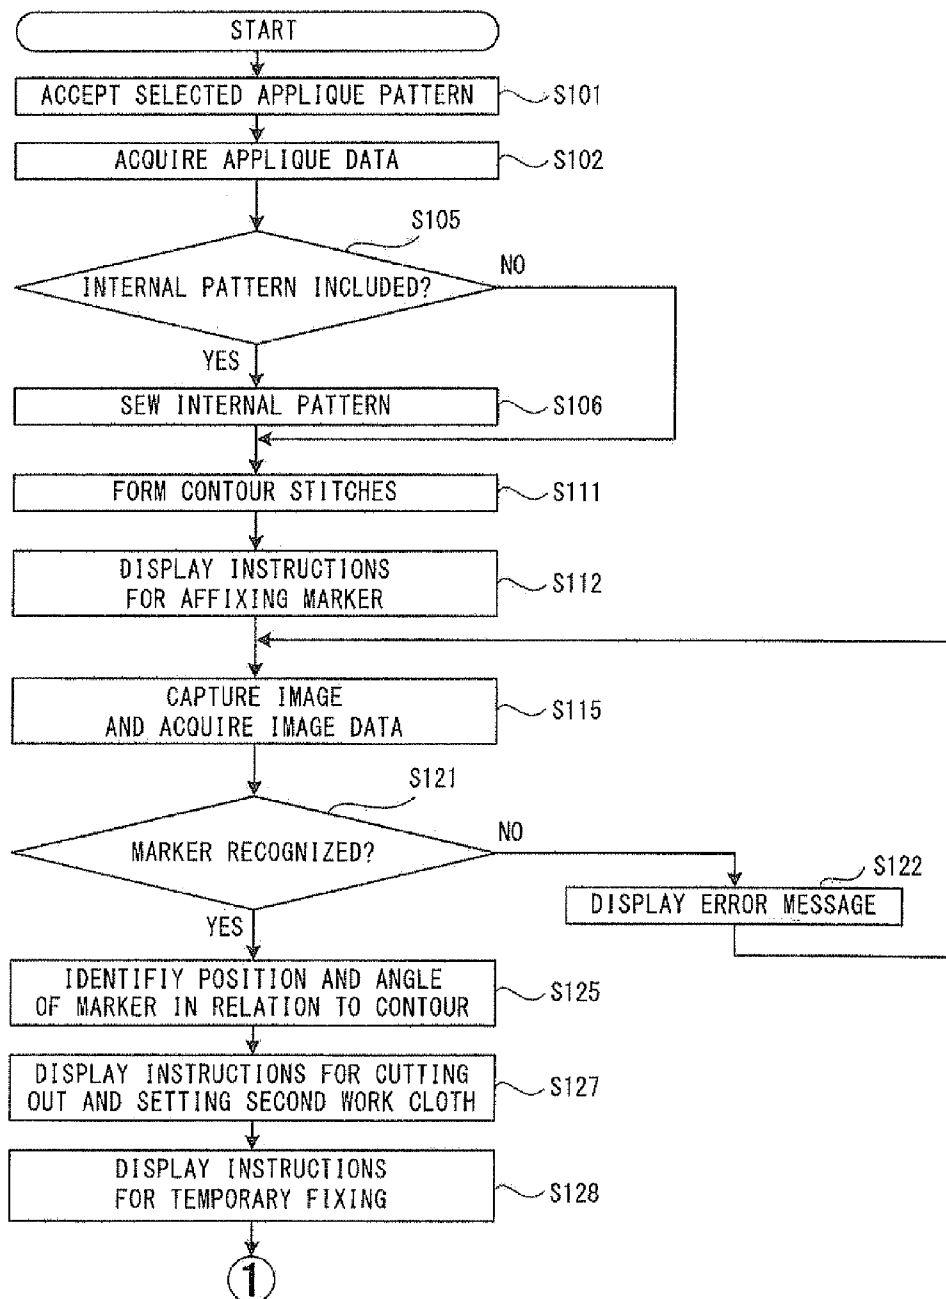 START
ACCEPT SELECTED APPLIQUE PATTERN
S101
ACQUIRE APPLIQUE DATA
S102
S105
INTERNAL PATTERN INCLUDED?
NO
YES
SEW INTERNAL PATTERN
S106
FORM CONTOUR STITCHES
S111
DISPLAY INSTRUCTIONS
FOR AFFIXING MARKER
S112
CAPTURE IMAGE
AND ACQUIRE IMAGE DATA
S115
S121
MARKER RECOGNIZED?
NO
S122
DISPLAY ERROR MESSAGE
YES
IDENTIFIY POSITION AND ANGLE
OF MARKER IN RELATION TO CONTOUR
S125
DISPLAY INSTRUCTIONS FOR CUTTING
OUT AND SETTING SECOND WORK CLOTH
S127
DISPLAY INSTRUCTIONS
FOR TEMPORARY FIXING
S128
1